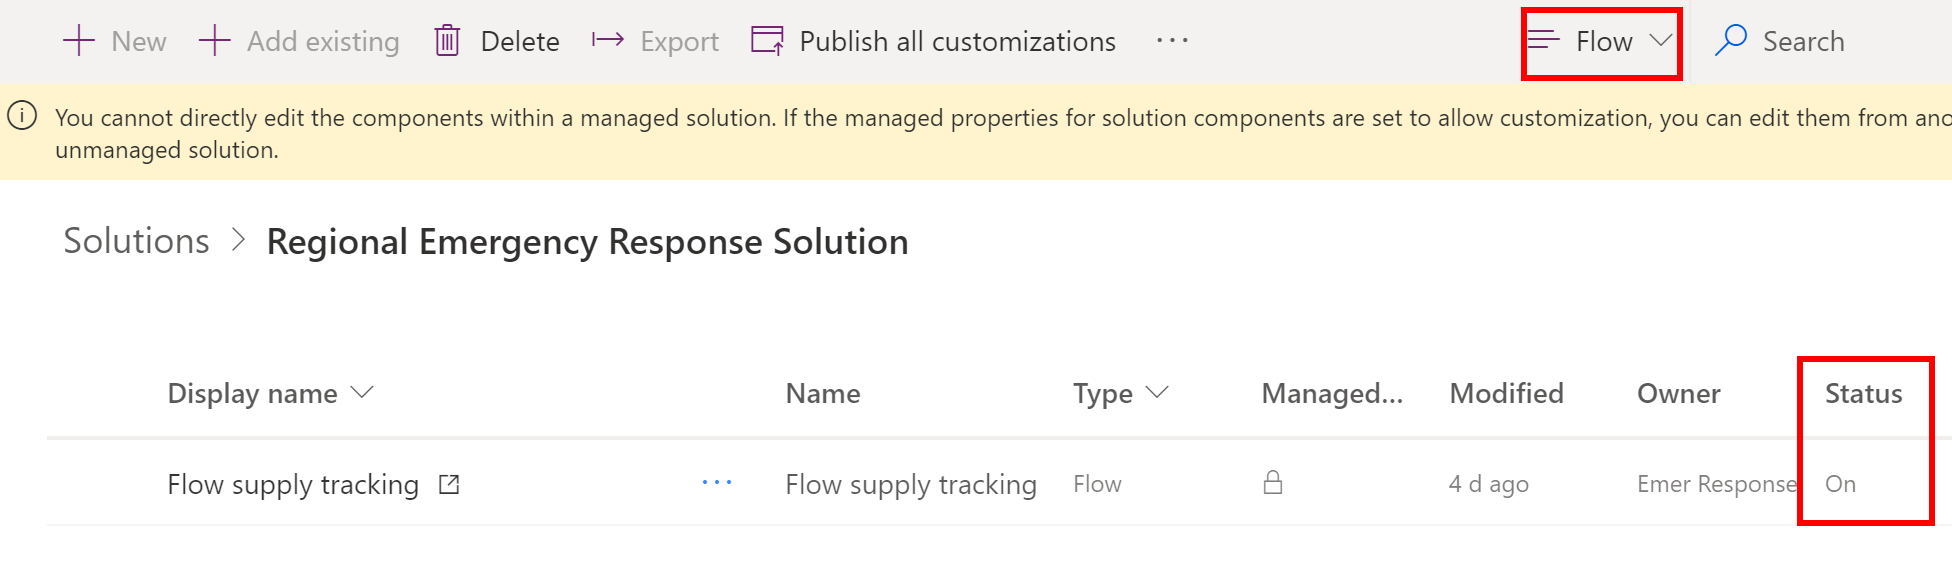 New Add existing Delete Export Publish all customizations ... Flow Search
You cannot directly edit the components within a managed solution. If the managed properties for solution components are set to allow customization, you can edit them from
unmanaged solution.
Solutions > Regional Emergency Response Solution
Display name Name Type Managed... Modified Owner Status
Flow supply tracking ... Flow supply tracking Flow 4 d ago Emer Response On